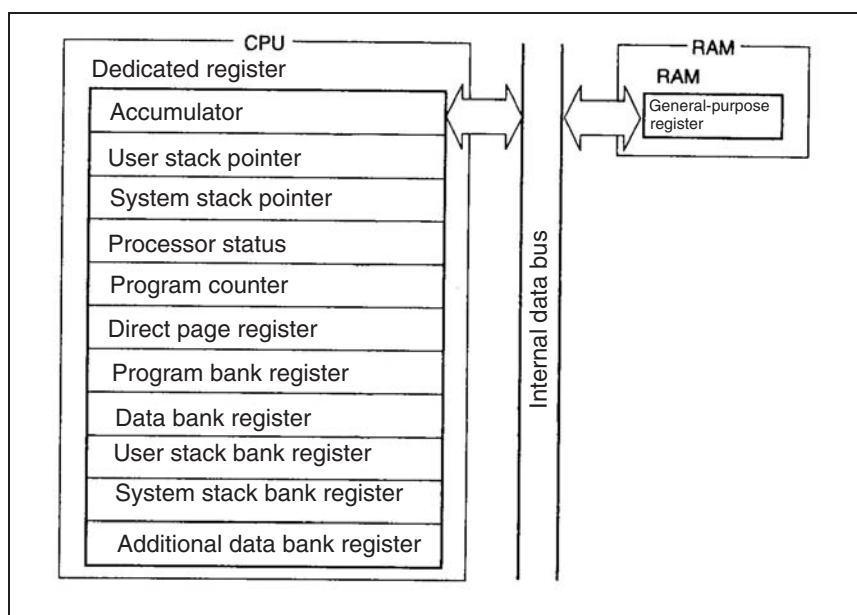 CPU
Dedicated register
Accumulator
User stack pointer
System stack pointer
Processor status
Program counter
Direct page register
Program bank register
Data bank register
User stack bank register
System stack bank register
Additional data bank register
Internal data bus
RAM
RAM
General-purpose
register